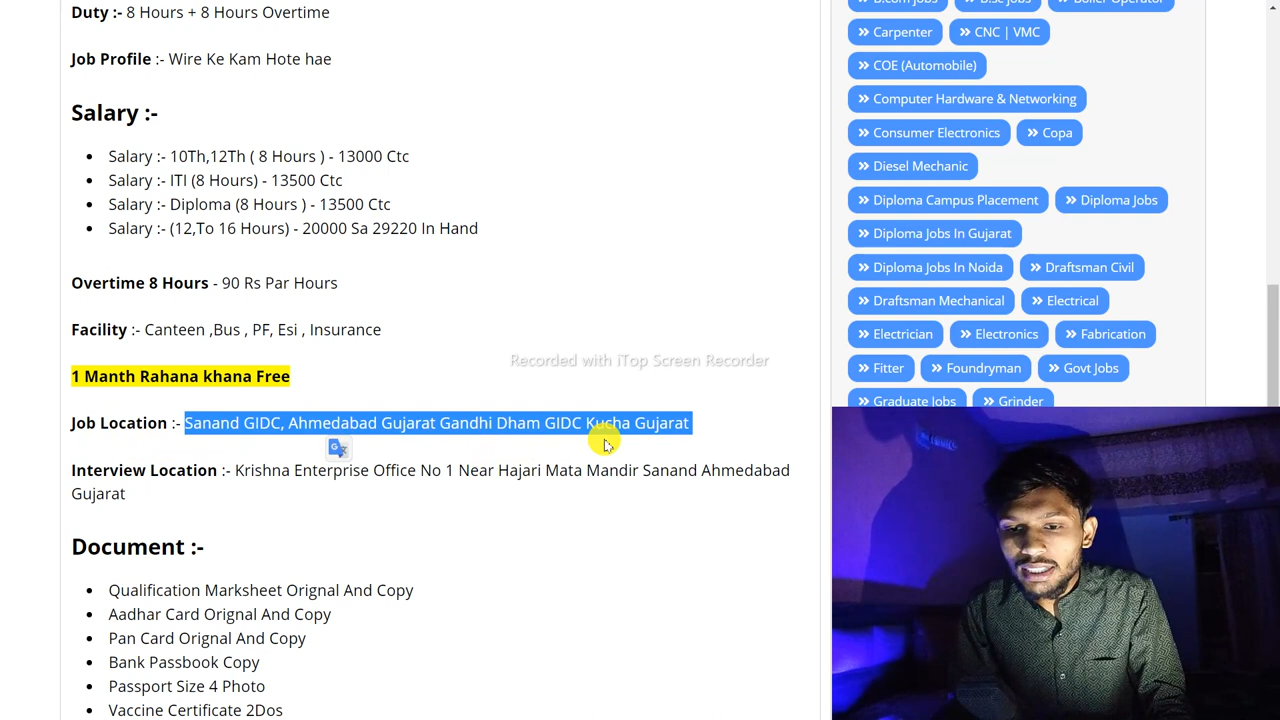 Duty :- 8 Hours + 8 Hours Overtime
Job Profile :- Wire Ke Kam Hote hae
Salary :-
Salary :- 10Th,12Th ( 8 Hours ) - 13000 Ctc
Salary :- ITI (8 Hours) - 13500 Ctc
Salary :- Diploma (8 Hours ) - 13500 Ctc
Salary :- (12,To 16 Hours) - 20000 Sa 29220 In Hand
Overtime 8 Hours - 90 Rs Par Hours
Facility :- Canteen ,Bus , PF, Esi , Insurance
1 Manth Rahana khana Free
Job Location :- Sanand GIDC, Ahmedabad Gujarat Gandhi Dham GIDC Kucha Gujarat
Interview Location :- Krishna Enterprise Office No 1 Near Hajari Mata Mandir Sanand Ahmedabad
Gujarat
Document :-
Qualification Marksheet Orignal And Copy
Aadhar Card Orignal And Copy
Pan Card Orignal And Copy
Bank Passbook Copy
Passport Size 4 Photo
Vaccine Certificate 2Dos
Recorded with iTop Screen Recorder
B.com Jobs B.sc Jobs Boiler Operator
Carpenter CNC | VMC
COE (Automobile)
Computer Hardware & Networking
Consumer Electronics Copa
Diesel Mechanic
Diploma Campus Placement Diploma Jobs
Diploma Jobs In Gujarat
Diploma Jobs In Noida Draftsman Civil
Draftsman Mechanical Electrical
Electrician Electronics Fabrication
Fitter Foundryman Govt Jobs
Graduate Jobs Grinder